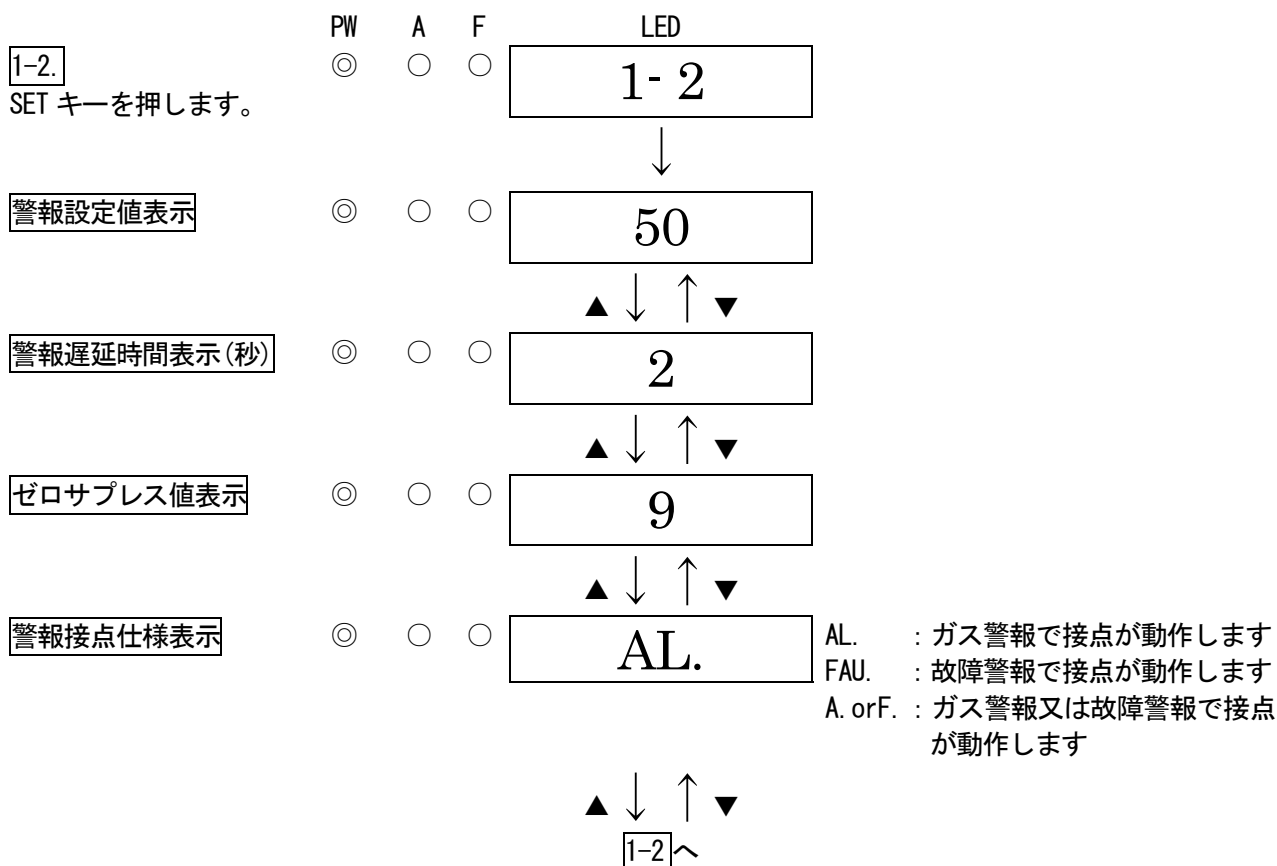 PW A F LED
1-2. ◎ ○ ○ 1- 2
SET キーを押します。
↓
警報設定値表示 ◎ ○ ○ 50
▲ ↓ ↑ ▼
警報遅延時間表示(秒) ◎ ○ ○ 2
▲ ↓ ↑ ▼
ゼロサプレス値表示 ◎ ○ ○ 9
▲ ↓ ↑ ▼
警報接点仕様表示 ◎ ○ ○ AL. AL. :ガス警報で接点が動作します
FAU. :故障警報で接点が動作します
A.orF. :ガス警報又は故障警報で接点
が動作します
▲ ↓ ↑ ▼
1-2 へ